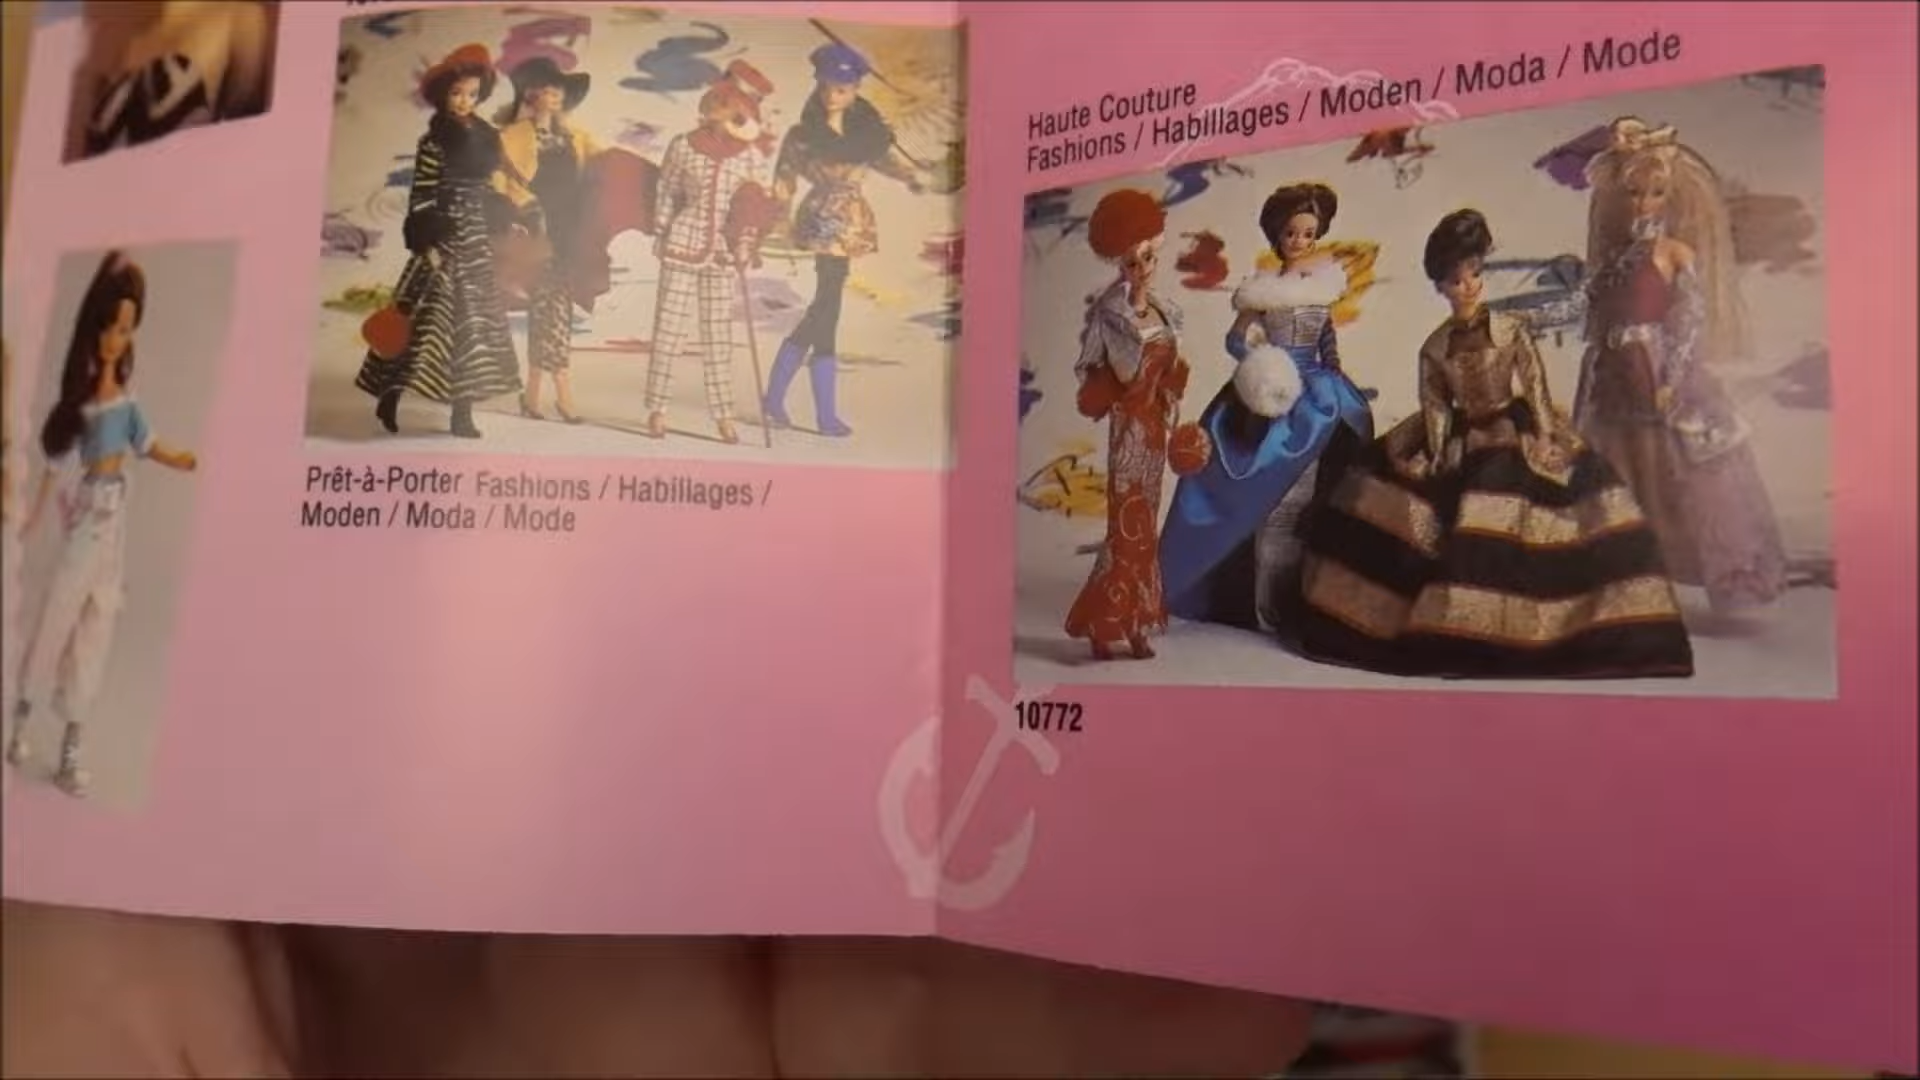 Prêt-à-Porter Fashions / Habillages /
Moden / Moda / Mode
Haute Couture
Fashions / Habillages / Moden / Moda / Mode
10772